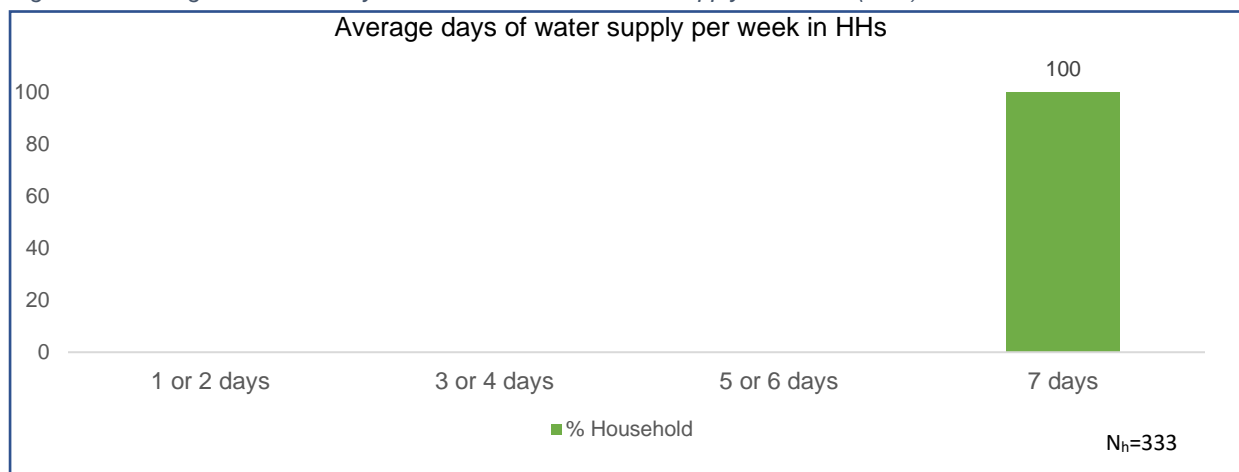 Average days of water supply per week in HHs
100
100
80
60
40
20
0
1 or 2 days
3 or 4 days
5 or 6 days
7 days
% Household
Nₕ=333